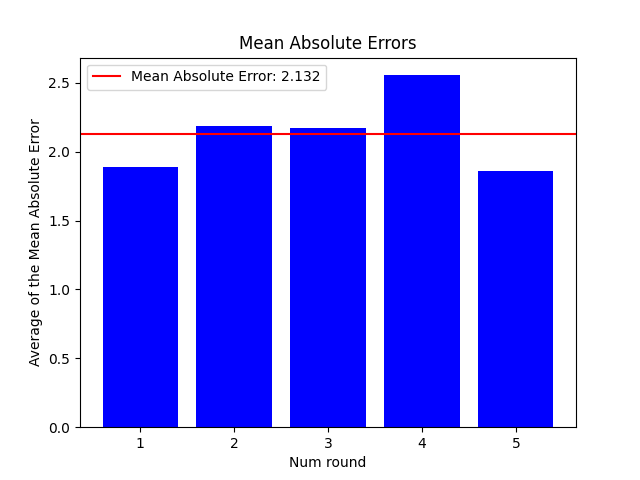 Mean Absolute Errors
Mean Absolute Error: 2.132
Average of the Mean Absolute Error
2.5
2.0
1.5
1.0
0.5
0.0
1 2 3 4 5
Num round